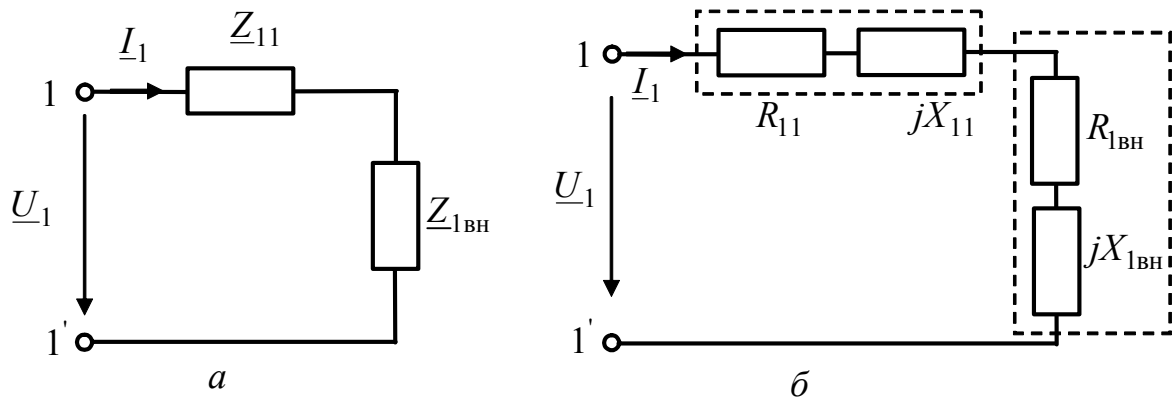 I₁ Z₁₁
1
U₁ Z₁вн
1'
а
1 I₁
R₁₁ jX₁₁
R₁вн
U₁
jX₁вн
1'
б